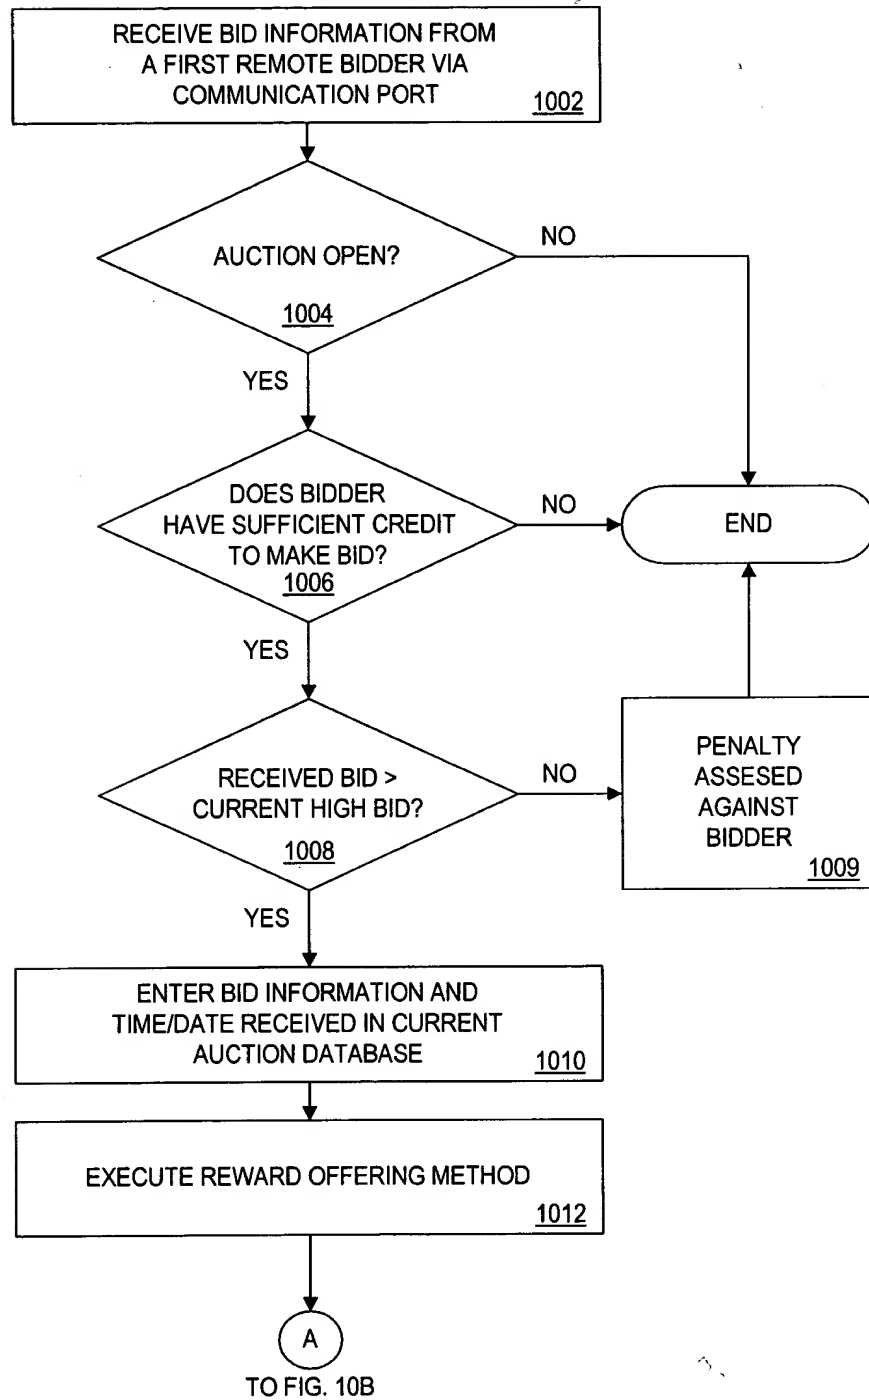 RECEIVE BID INFORMATION FROM
A FIRST REMOTE BIDDER VIA
COMMUNICATION PORT
1002
AUCTION OPEN?
1004
NO
YES
DOES BIDDER
HAVE SUFFICIENT CREDIT
TO MAKE BID?
1006
NO
END
YES
RECEIVED BID >
CURRENT HIGH BID?
1008
NO
PENALTY
ASSESED
AGAINST
BIDDER
1009
YES
ENTER BID INFORMATION AND
TIME/DATE RECEIVED IN CURRENT
AUCTION DATABASE
1010
EXECUTE REWARD OFFERING METHOD
1012
A
TO FIG. 10B